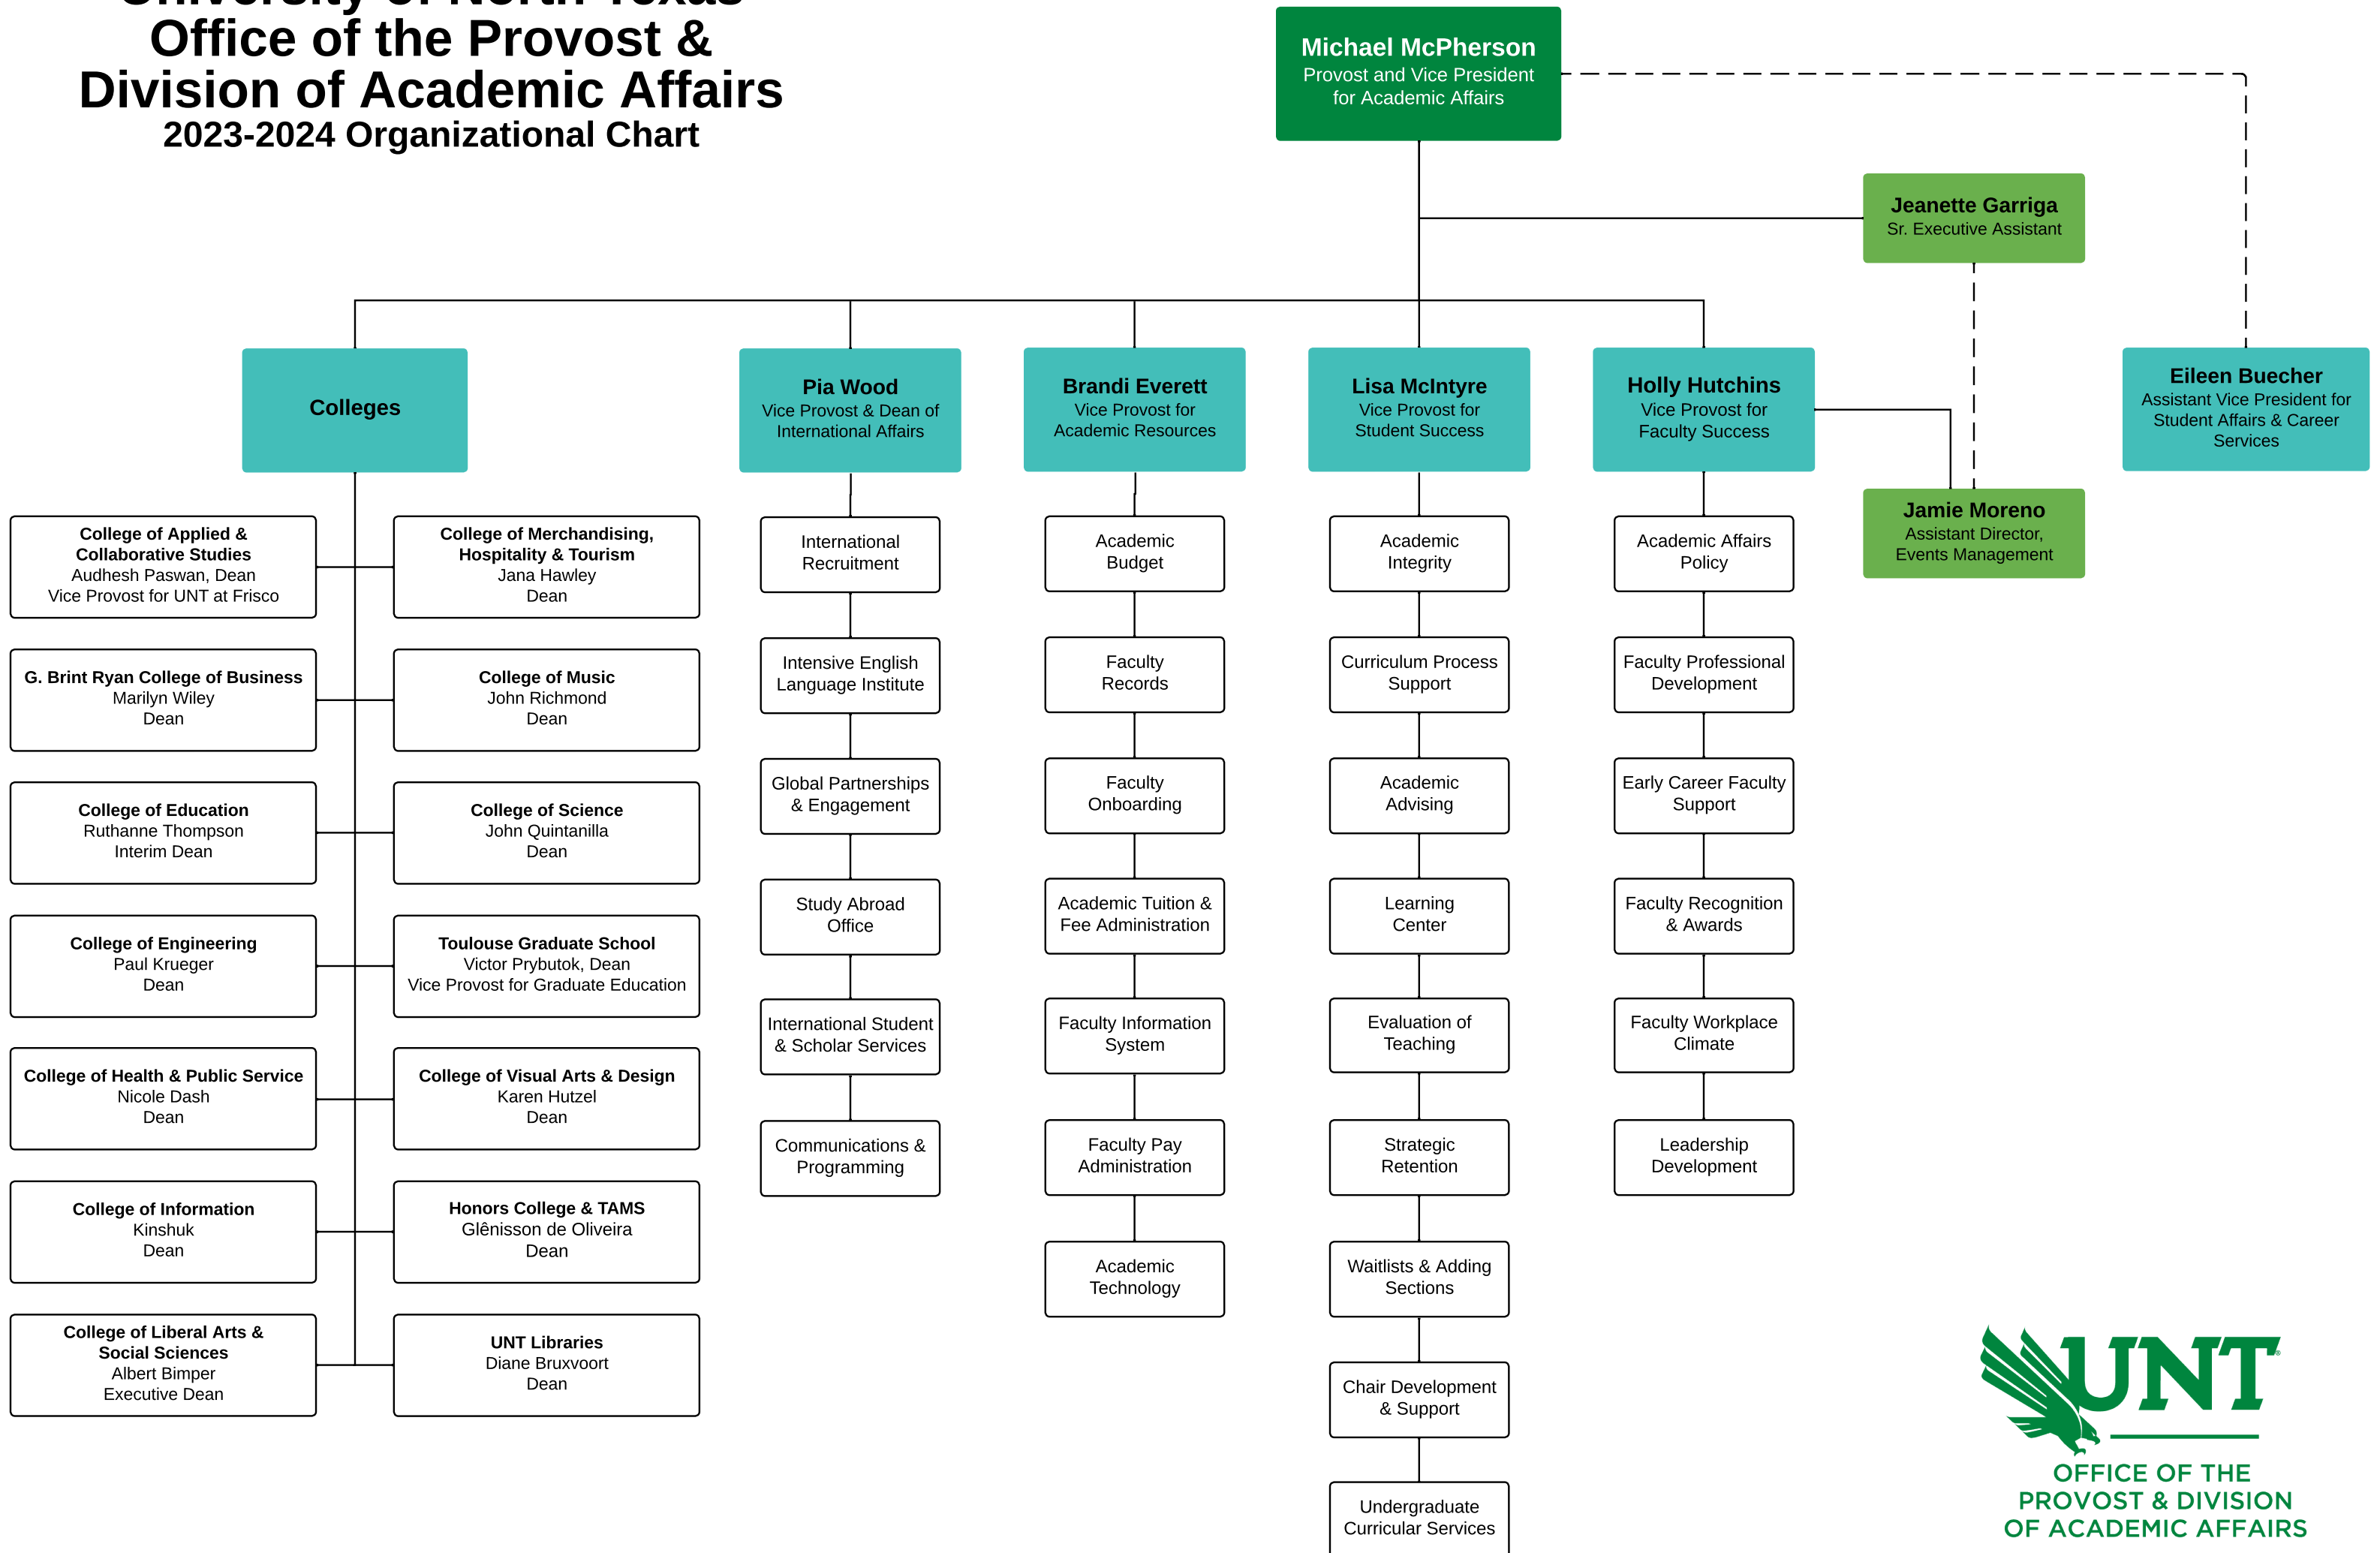 University of North Texas
Office of the Provost &
Division of Academic Affairs
2023-2024 Organizational Chart
Michael McPherson
Provost and Vice President
for Academic Affairs
Jeanette Garriga
Sr. Executive Assistant
Colleges
Pia Wood
Vice Provost & Dean of
International Affairs
Brandi Everett
Vice Provost for
Academic Resources
Lisa McIntyre
Vice Provost for
Student Success
Holly Hutchins
Vice Provost for
Faculty Success
Eileen Buecher
Assistant Vice President for
Student Affairs & Career
Services
Jamie Moreno
Assistant Director,
Events Management
College of Applied &
Collaborative Studies
Audhesh Paswan, Dean
Vice Provost for UNT at Frisco
College of Merchandising,
Hospitality & Tourism
Jana Hawley
Dean
G. Brint Ryan College of Business
Marilyn Wiley
Dean
College of Music
John Richmond
Dean
College of Education
Ruthanne Thompson
Interim Dean
College of Science
John Quintanilla
Dean
College of Engineering
Paul Krueger
Dean
Toulouse Graduate School
Victor Prybutok, Dean
Vice Provost for Graduate Education
College of Health & Public Service
Nicole Dash
Dean
College of Visual Arts & Design
Karen Hutzel
Dean
College of Information
Kinshuk
Dean
Honors College & TAMS
Glênisson de Oliveira
Dean
College of Liberal Arts &
Social Sciences
Albert Bimper
Executive Dean
UNT Libraries
Diane Bruxvoort
Dean
International
Recruitment
Intensive English
Language Institute
Global Partnerships
& Engagement
Study Abroad
Office
International Student
& Scholar Services
Communications &
Programming
Academic
Budget
Faculty
Records
Faculty
Onboarding
Academic Tuition &
Fee Administration
Faculty Information
System
Faculty Pay
Administration
Academic
Technology
Academic
Integrity
Curriculum Process
Support
Academic
Advising
Learning
Center
Evaluation of
Teaching
Strategic
Retention
Waitlists & Adding
Sections
Chair Development
& Support
Undergraduate
Curricular Services
Academic Affairs
Policy
Faculty Professional
Development
Early Career Faculty
Support
Faculty Recognition
& Awards
Faculty Workplace
Climate
Leadership
Development
UNT®
OFFICE OF THE
PROVOST & DIVISION
OF ACADEMIC AFFAIRS